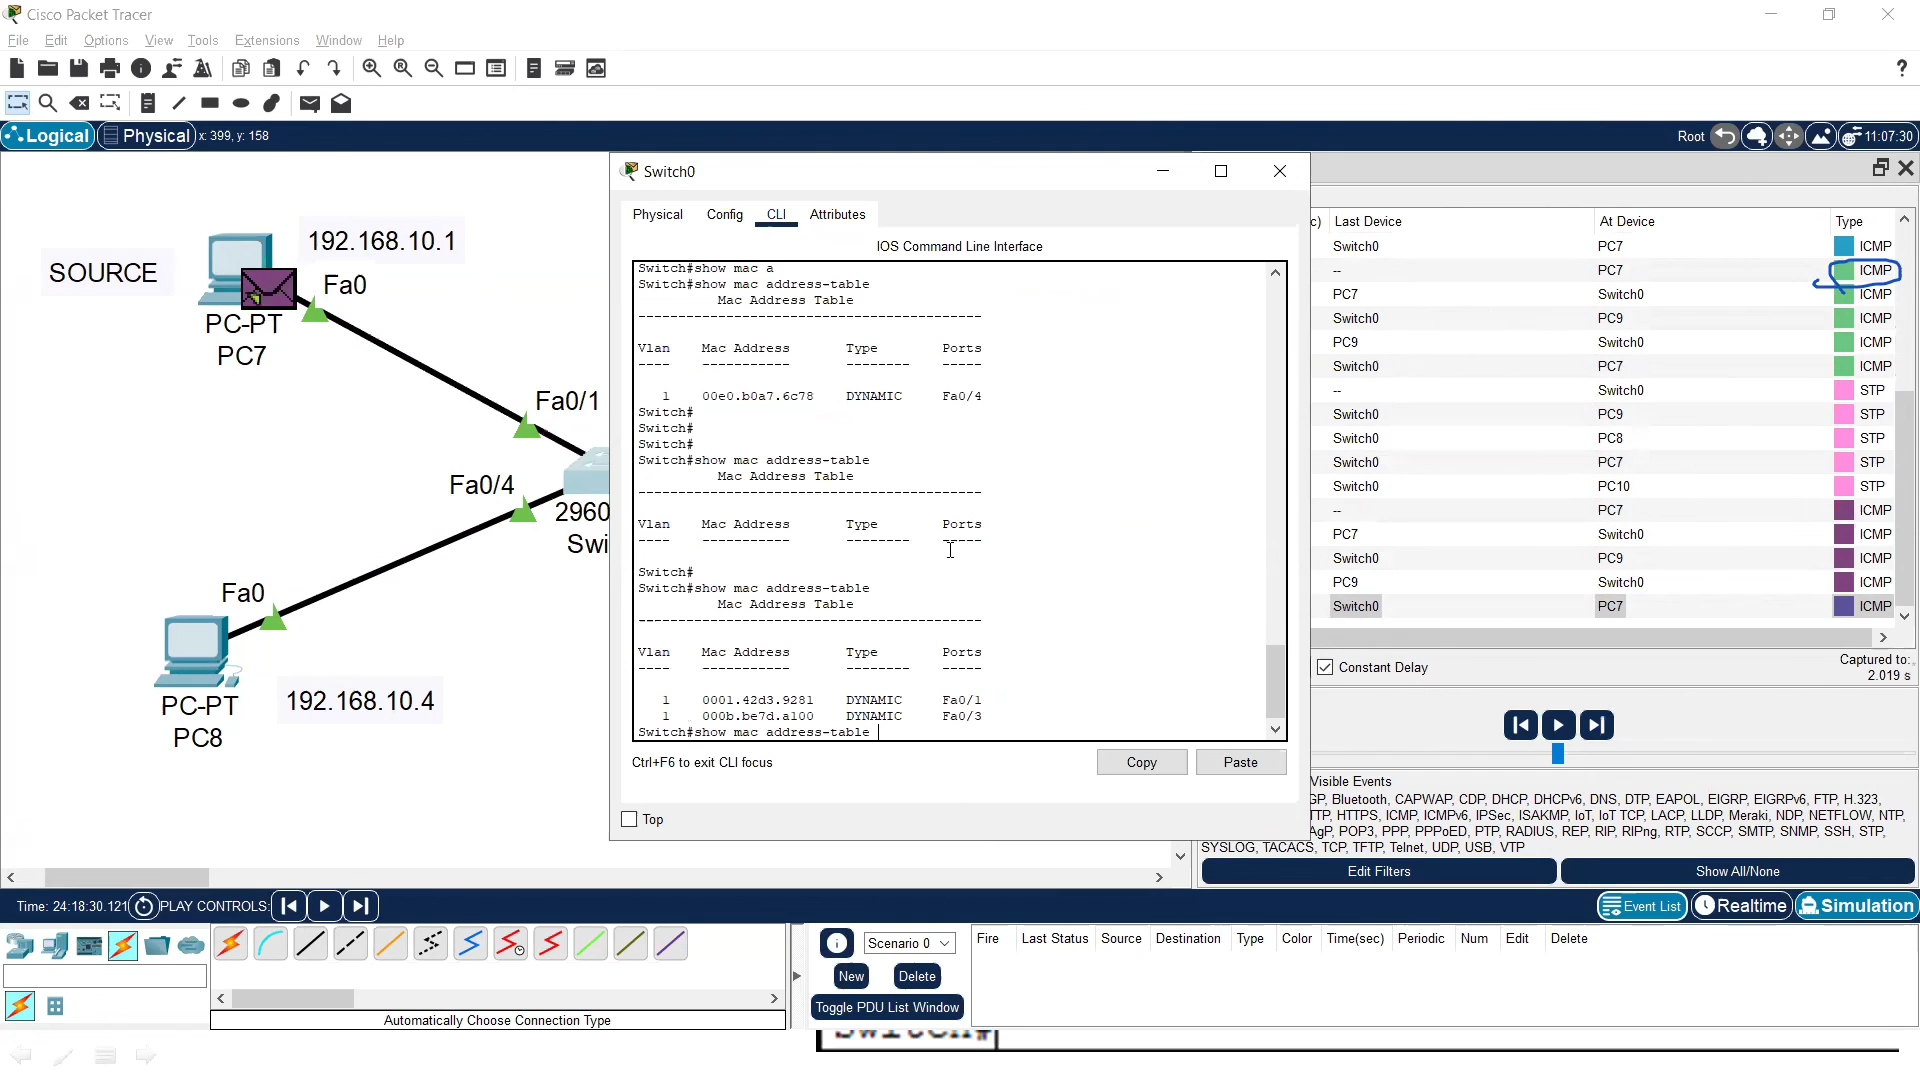 Cisco Packet Tracer
File Edit Options View Tools Extensions Window Help
?
Logical Physical x: 399, y: 158
Root 11:07:30
SOURCE
192.168.10.1
Fa0
PC-PT
PC7
Fa0/1
Fa0/4
2960
Swi
Fa0
PC-PT
PC8
192.168.10.4
Switch0
Physical Config CLI Attributes
IOS Command Line Interface
Switch#show mac a
Switch#show mac address-table
Mac Address Table
-------------------------------------------
Vlan Mac Address Type Ports
---- ----------- -------- -----
1 00e0.b0a7.6c78 DYNAMIC Fa0/4
Switch#
Switch#
Switch#
Switch#show mac address-table
Mac Address Table
-------------------------------------------
Vlan Mac Address Type Ports
---- ----------- -------- -----
Switch#
Switch#show mac address-table
Mac Address Table
-------------------------------------------
Vlan Mac Address Type Ports
---- ----------- -------- -----
1 0001.42d3.9281 DYNAMIC Fa0/1
1 000b.be7d.a100 DYNAMIC Fa0/3
Switch#show mac address-table
Ctrl+F6 to exit CLI focus
Copy Paste
Top
c) Last Device At Device Type
Switch0 PC7 ICMP
-- PC7 ICMP
PC7 Switch0 ICMP
Switch0 PC9 ICMP
PC9 Switch0 ICMP
Switch0 PC7 ICMP
-- Switch0 STP
Switch0 PC9 STP
Switch0 PC8 STP
Switch0 PC7 STP
Switch0 PC10 STP
-- PC7 ICMP
PC7 Switch0 ICMP
Switch0 PC9 ICMP
PC9 Switch0 ICMP
Switch0 PC7 ICMP
Constant Delay
Captured to:
2.019 s
Visible Events
GP, Bluetooth, CAPWAP, CDP, DHCP, DHCPv6, DNS, DTP, EAPOL, EIGRP, EIGRPv6, FTP, H.323,
TTP, HTTPS, ICMP, ICMPv6, IPSec, ISAKMP, IoT, IoT TCP, LACP, LLDP, Meraki, NDP, NETFLOW, NTP,
AgP, POP3, PPP, PPPoED, PTP, RADIUS, REP, RIP, RIPng, RTP, SCCP, SMTP, SNMP, SSH, STP,
SYSLOG, TACACS, TCP, TFTP, Telnet, UDP, USB, VTP
Edit Filters Show All/None
Time: 24:18:30.121 PLAY CONTROLS:
Event List Realtime Simulation
Scenario 0
New Delete
Toggle PDU List Window
Fire Last Status Source Destination Type Color Time(sec) Periodic Num Edit Delete
Automatically Choose Connection Type
Switch#